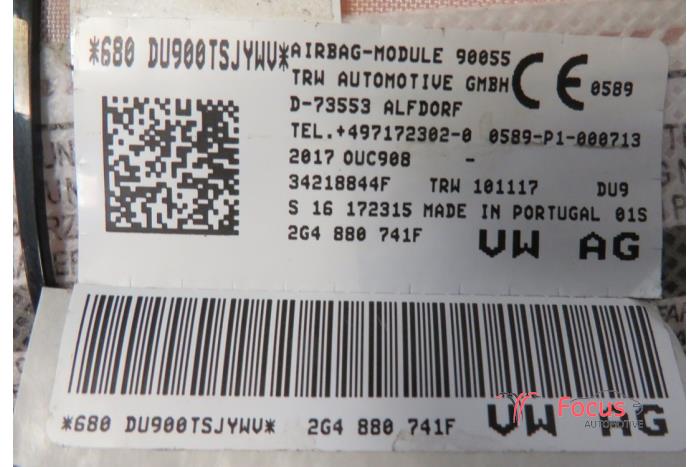 *680 DU900TSJYWV*
AIRBAG-MODULE 90055
TRW AUTOMOTIVE GMBH CE 0589
D-73553 ALFDORF
TEL.+497172302-0 0589-P1-000713
2017 OUC908 -
34218844F TRW 101117 DU9
S 16 172315 MADE IN PORTUGAL 01S
2G4 880 741F VW AG
*680 DU900TSJYWV* 2G4 880 741F VW AG
Focus
AUTOMOTIVE